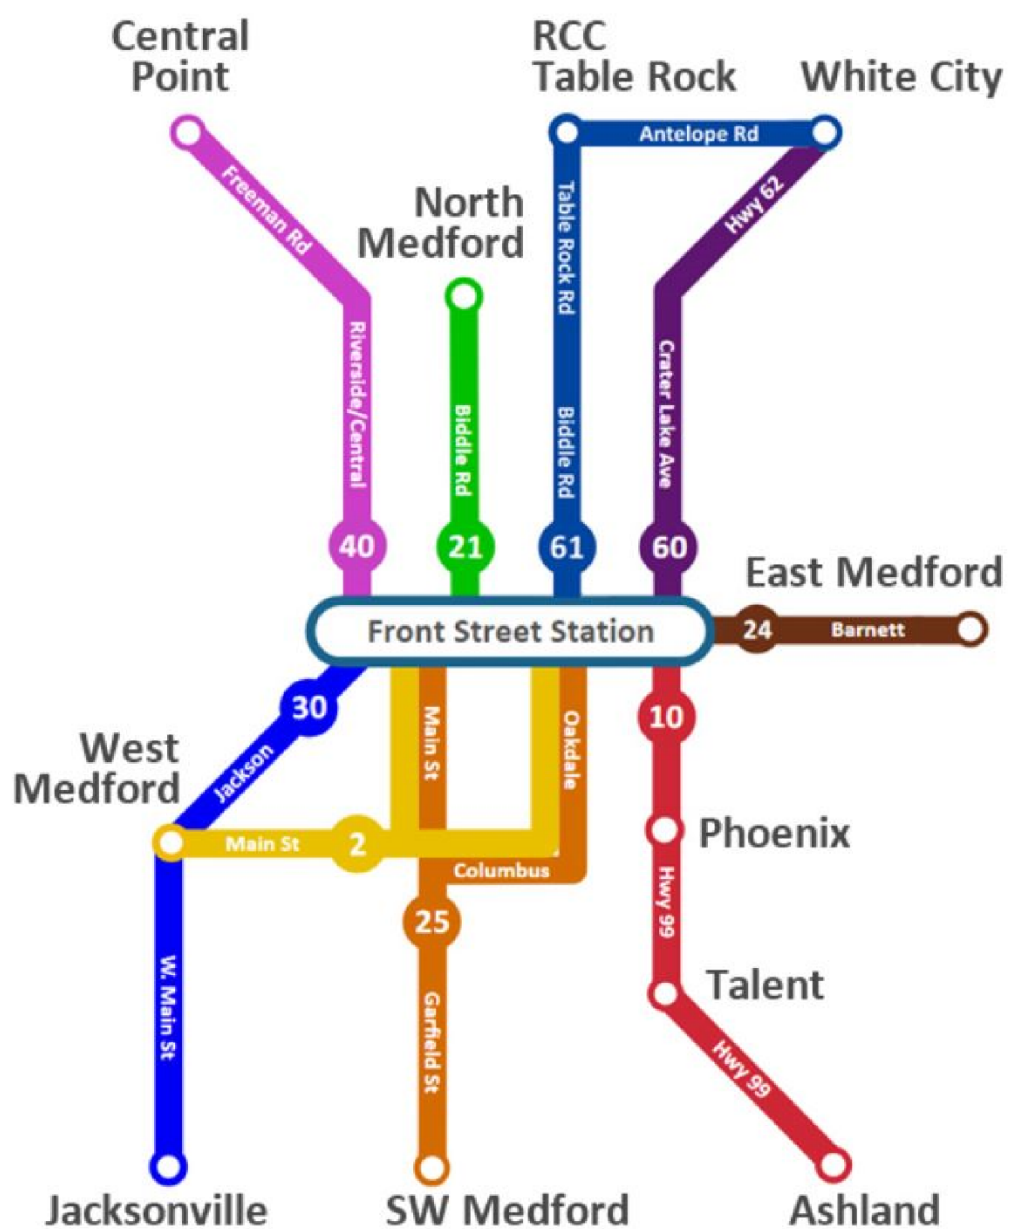 Central
Point
RCC
Table Rock
White City
Antelope Rd
Freeman Rd
North
Medford
Table Rock Rd
Hwy 62
Riverside/Central
Biddle Rd
Biddle Rd
Crater Lake Ave
40
21
61
60
East Medford
Front Street Station
24
Barnett
30
Main St
Oakdale
10
West
Medford
Jackson
Main St
2
Columbus
Phoenix
25
Hwy 99
W. Main St
Garfield St
Talent
Hwy 99
Jacksonville
SW Medford
Ashland